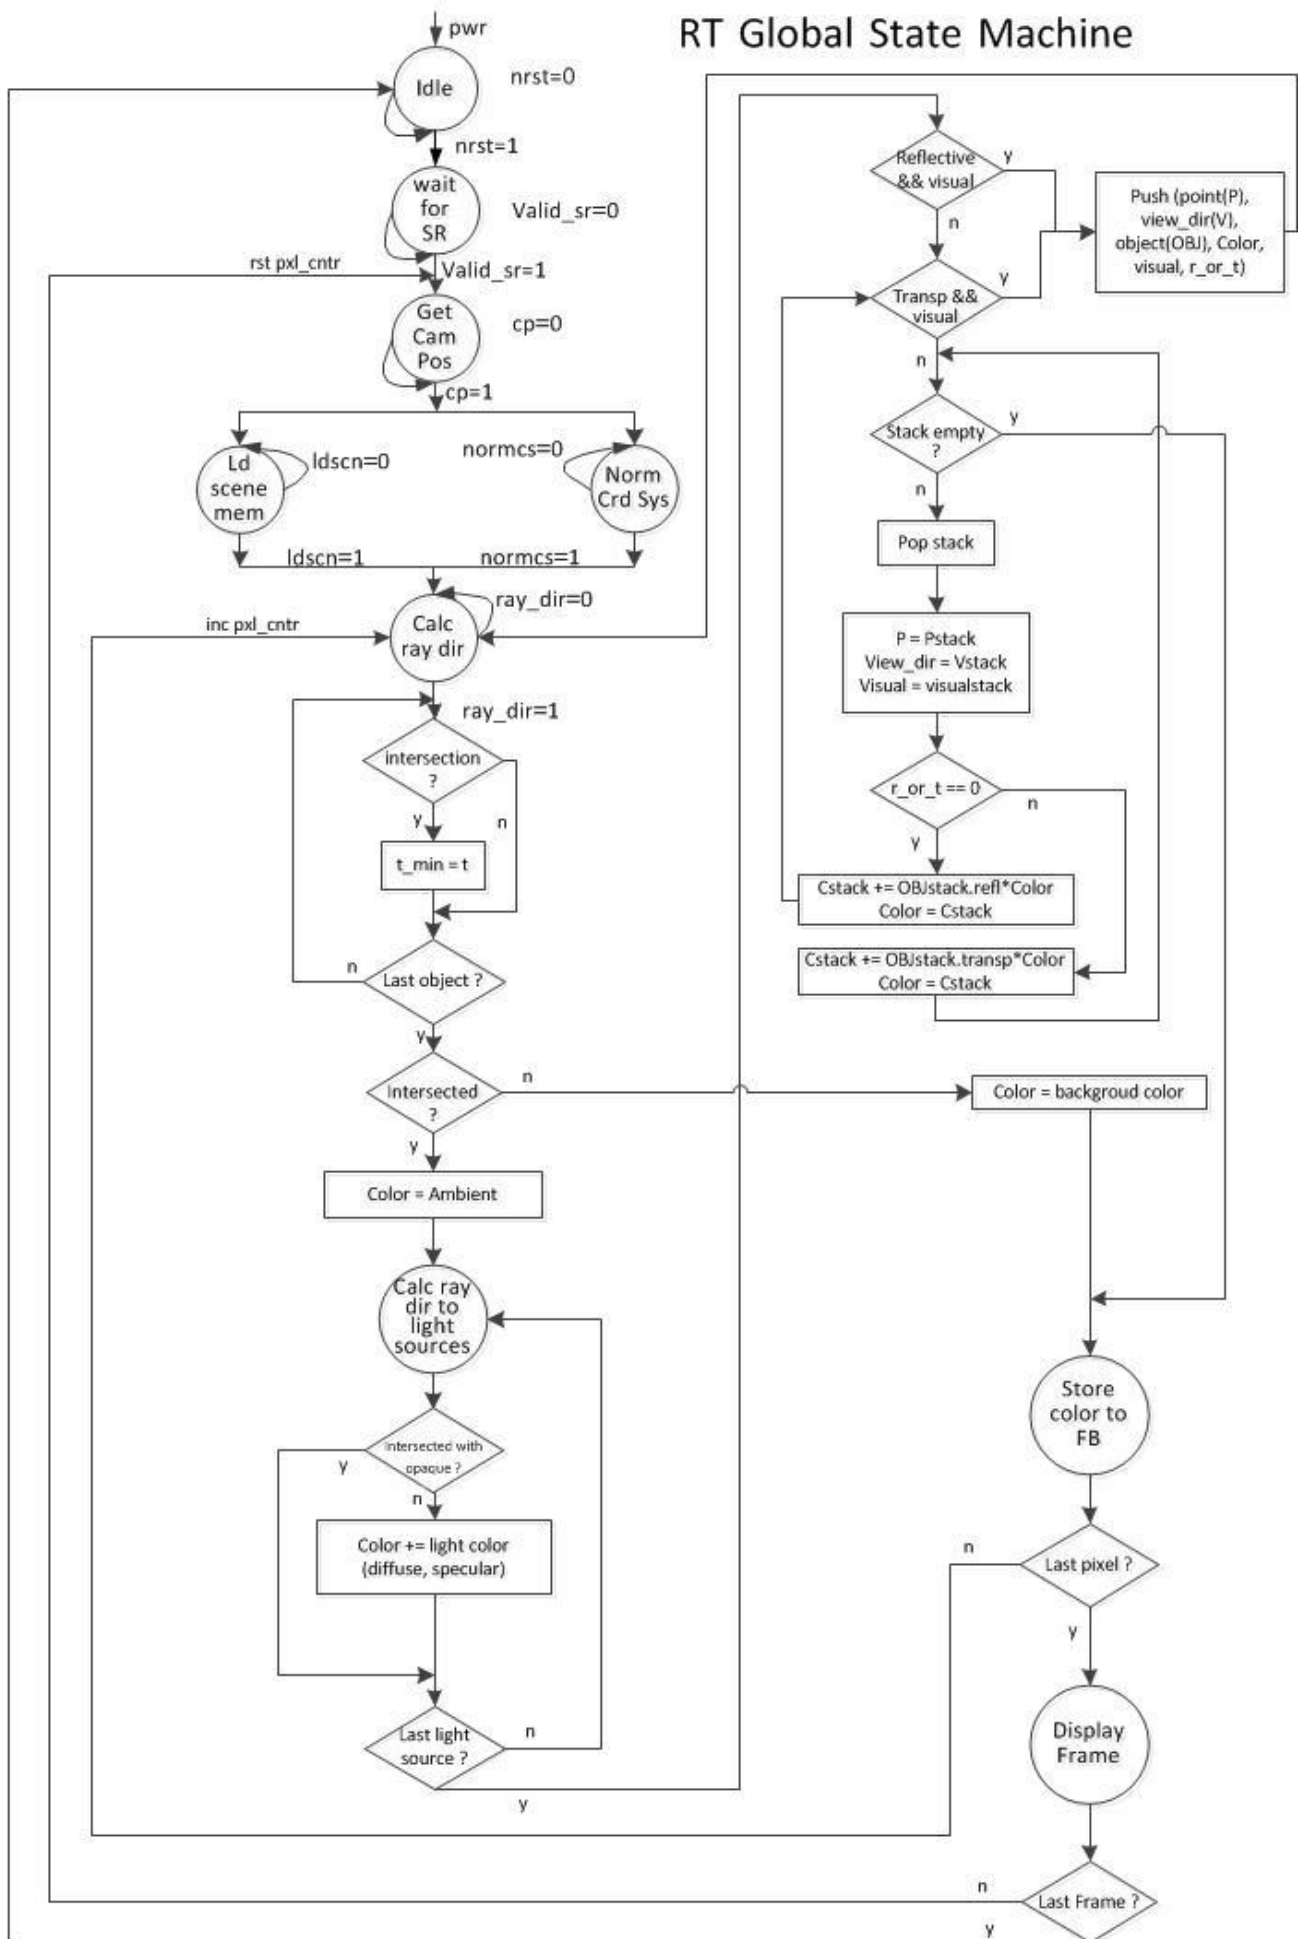 RT Global State Machine
pwr
Idle
nrst=0
nrst=1
wait
for
SR
Valid_sr=0
rst pxl_cntr
Valid_sr=1
Get
Cam
Pos
cp=0
cp=1
Ld
scene
mem
ldscn=0
normcs=0
Norm
Crd Sys
ldscn=1
normcs=1
ray_dir=0
inc pxl_cntr
Calc
ray dir
ray_dir=1
intersection
?
y
n
t_min = t
n
Last object ?
y
Intersected
?
n
y
Color = backgroud color
Color = Ambient
Calc ray
dir to
light
sources
Intersected with
opaque ?
y
n
Color += light color
(diffuse, specular)
Last light
source ?
n
y
Reflective
&& visual
y
n
Push (point(P),
view_dir(V),
object(OBJ), Color,
visual, r_or_t)
Transp &&
visual
y
n
Stack empty
?
y
n
Pop stack
P = Pstack
View_dir = Vstack
Visual = visualstack
r_or_t == 0
n
y
Cstack += OBJstack.refl*Color
Color = Cstack
Cstack += OBJstack.transp*Color
Color = Cstack
Store
color to
FB
n
Last pixel ?
y
Display
Frame
n
Last Frame ?
y